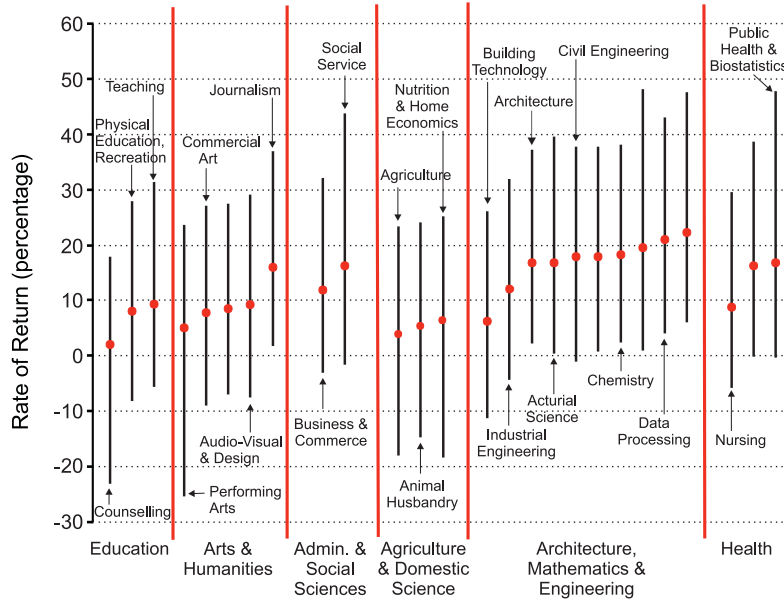 Rate of Return (percentage)
60
50
40
30
20
10
0
-10
-20
-30
Teaching
Physical
Education,
Recreation
Counselling
Commercial
Art
Journalism
Audio-Visual
& Design
Performing
Arts
Social
Service
Business &
Commerce
Nutrition
& Home
Economics
Agriculture
Animal
Husbandry
Building
Technology
Civil Engineering
Architecture
Industrial
Engineering
Acturial
Science
Chemistry
Data
Processing
Public
Health &
Biostatistics
Nursing
Education
Arts &
Humanities
Admin. &
Social
Sciences
Agriculture
& Domestic
Science
Architecture,
Mathematics &
Engineering
Health